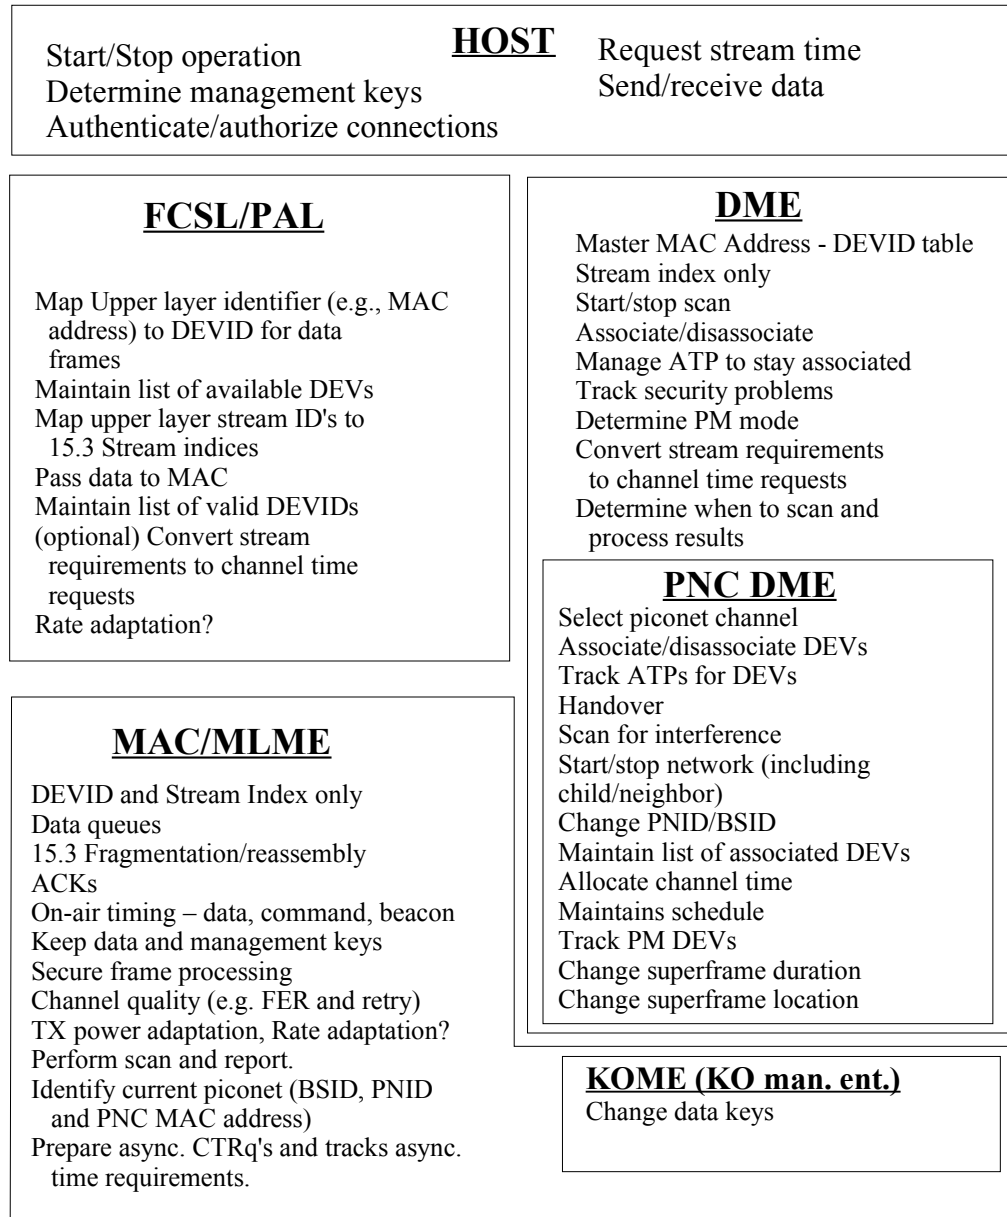 HOST
Start/Stop operation
Determine management keys
Authenticate/authorize connections
Request stream time
Send/receive data
FCSL/PAL
Map Upper layer identifier (e.g., MAC
address) to DEVID for data
frames
Maintain list of available DEVs
Map upper layer stream ID's to
15.3 Stream indices
Pass data to MAC
Maintain list of valid DEVIDs
(optional) Convert stream
requirements to channel time
requests
Rate adaptation?
DME
Master MAC Address - DEVID table
Stream index only
Start/stop scan
Associate/disassociate
Manage ATP to stay associated
Track security problems
Determine PM mode
Convert stream requirements
to channel time requests
Determine when to scan and
process results
PNC DME
Select piconet channel
Associate/disassociate DEVs
Track ATPs for DEVs
Handover
Scan for interference
Start/stop network (including
child/neighbor)
Change PNID/BSID
Maintain list of associated DEVs
Allocate channel time
Maintains schedule
Track PM DEVs
Change superframe duration
Change superframe location
MAC/MLME
DEVID and Stream Index only
Data queues
15.3 Fragmentation/reassembly
ACKs
On-air timing – data, command, beacon
Keep data and management keys
Secure frame processing
Channel quality (e.g. FER and retry)
TX power adaptation, Rate adaptation?
Perform scan and report.
Identify current piconet (BSID, PNID
and PNC MAC address)
Prepare async. CTRq's and tracks async.
time requirements.
KOME (KO man. ent.)
Change data keys